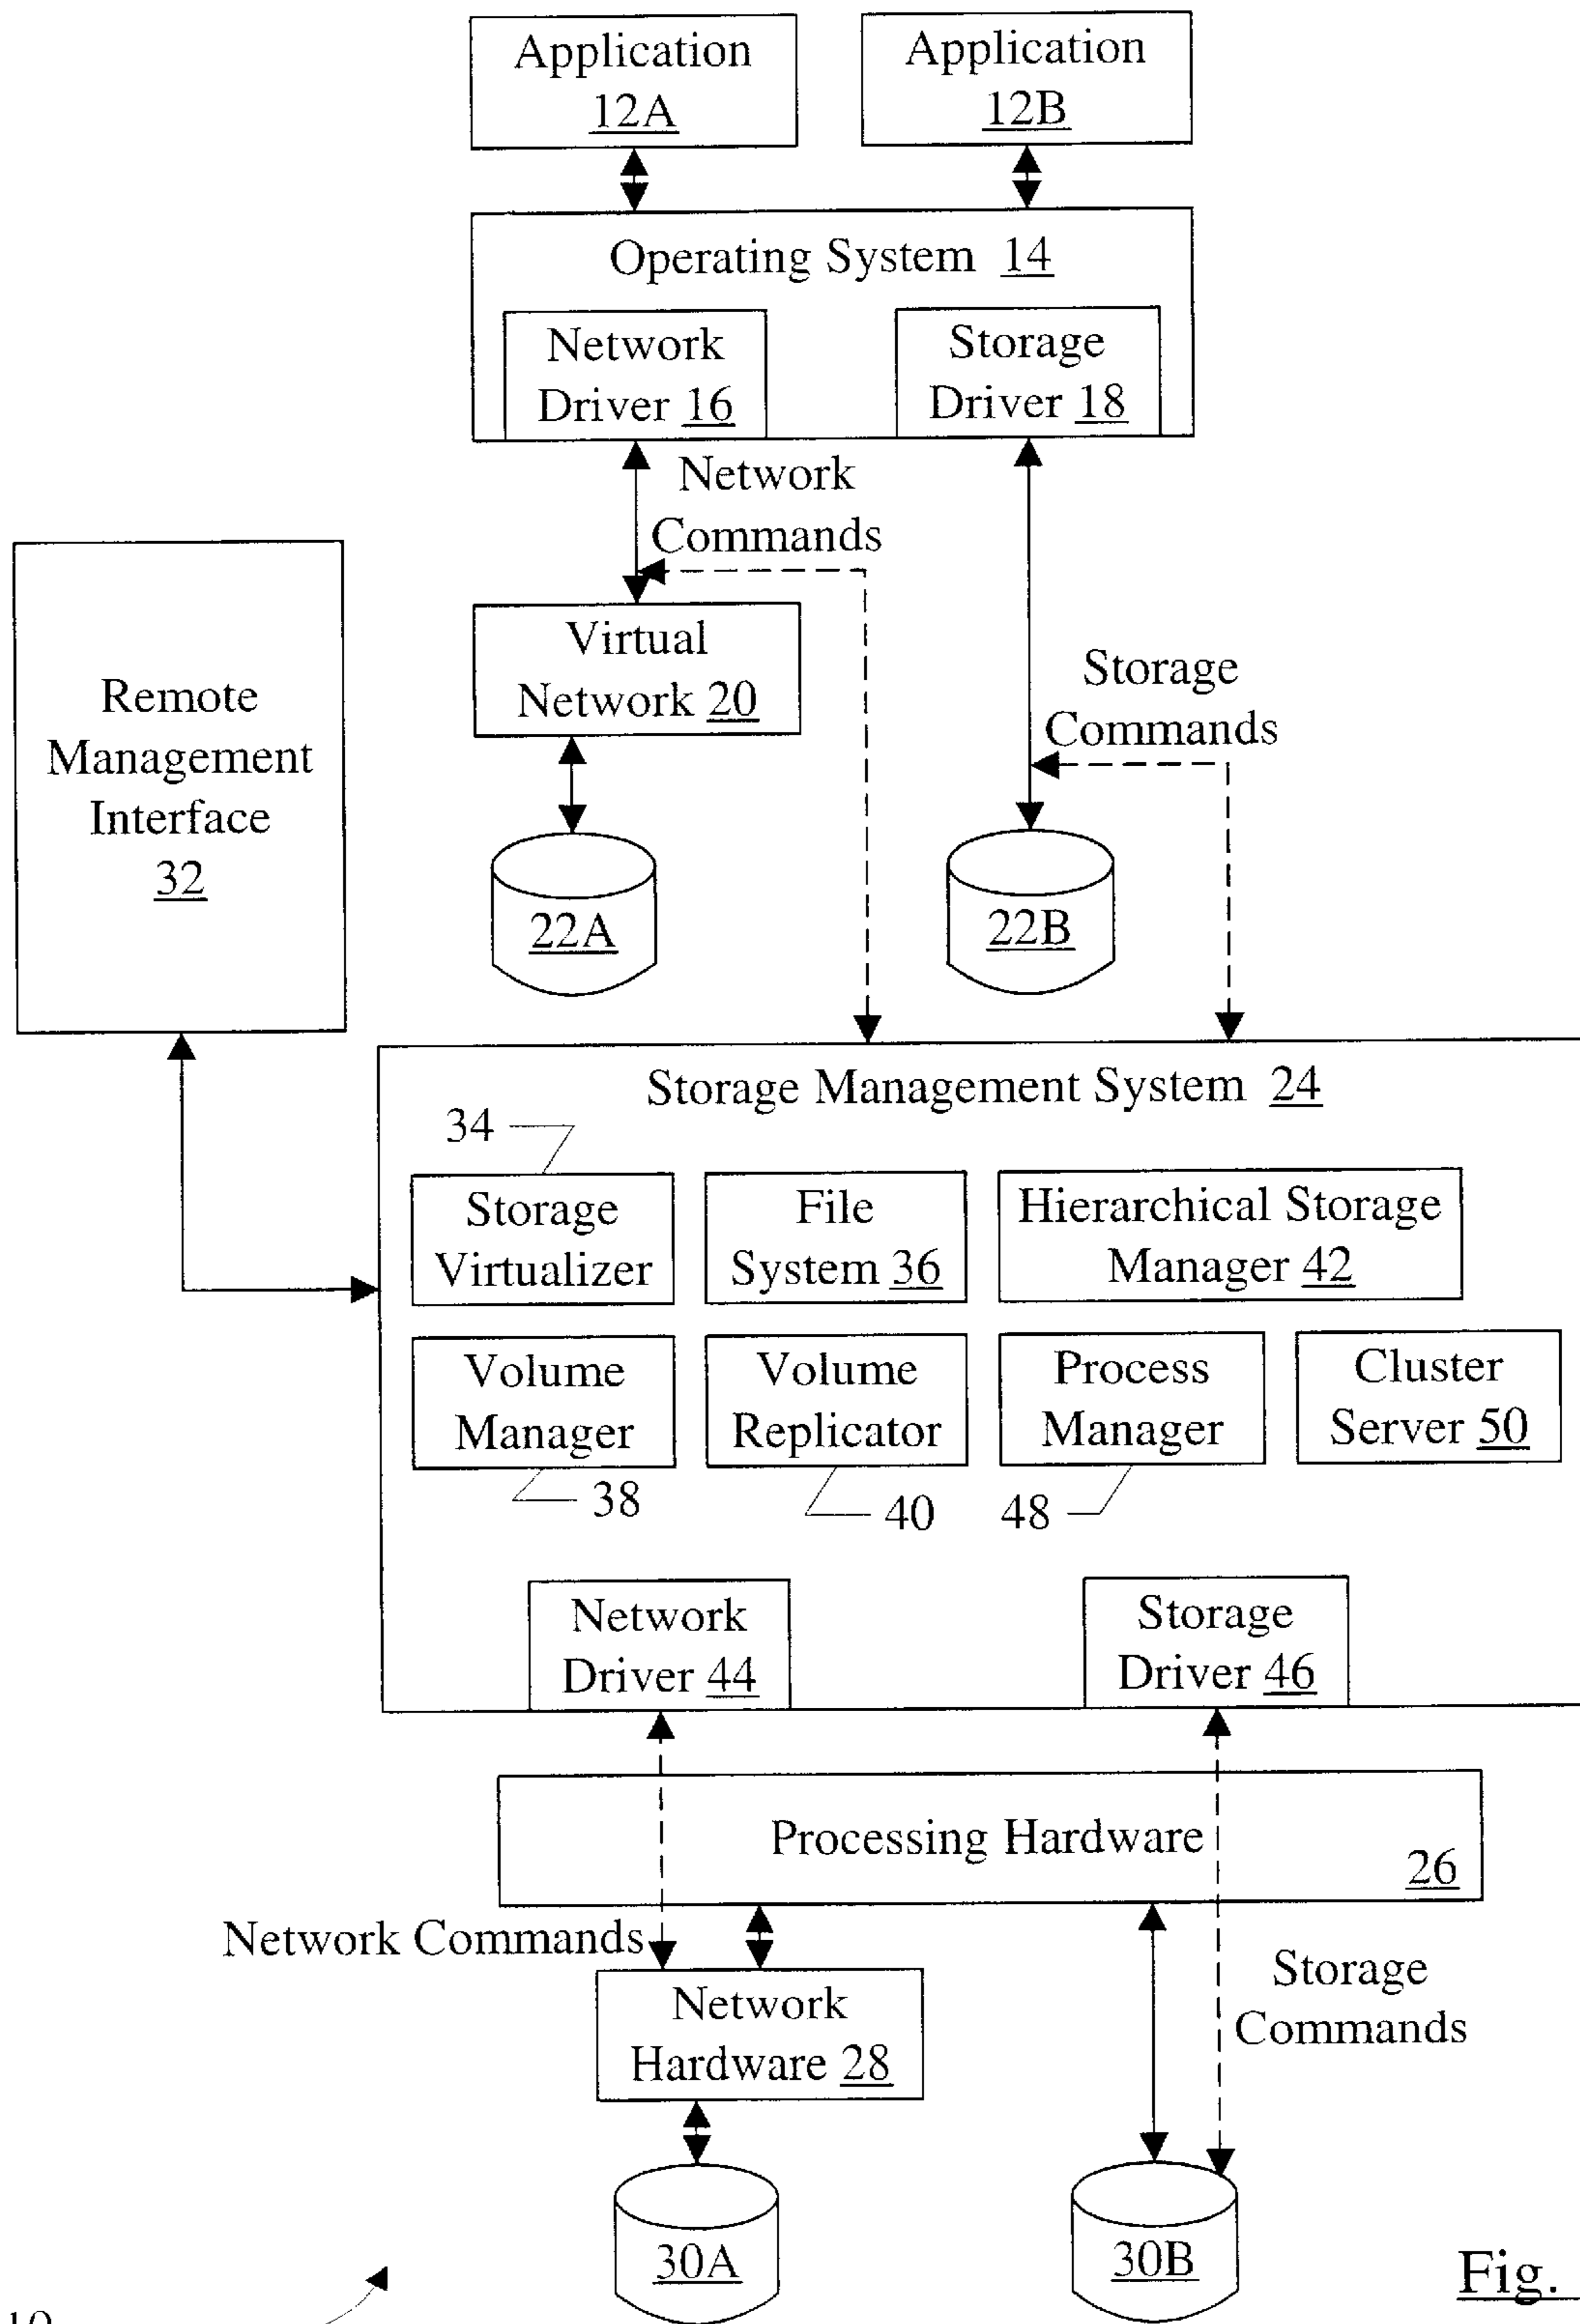 Application
12A
Application
12B
Operating System 14
Network
Driver 16
Storage
Driver 18
Network
Commands
Virtual
Network 20
Storage
Commands
Remote
Management
Interface
32
22A
22B
Storage Management System 24
34
Storage
Virtualizer
File
System 36
Hierarchical Storage
Manager 42
Volume
Manager
Volume
Replicator
Process
Manager
Cluster
Server 50
38
40
48
Network
Driver 44
Storage
Driver 46
Processing Hardware
26
Network Commands
Network
Hardware 28
Storage
Commands
30A
30B
Fig.
10